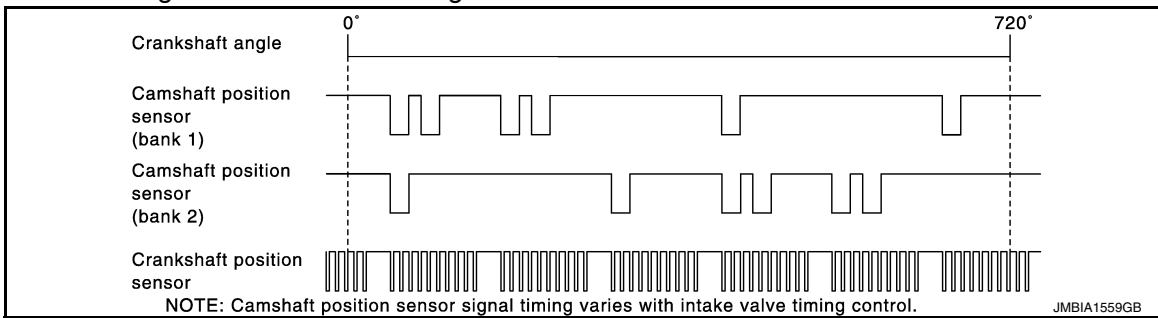 0˚
720˚
Crankshaft angle
Camshaft position
sensor
(bank 1)
Camshaft position
sensor
(bank 2)
Crankshaft position
sensor
NOTE: Camshaft position sensor signal timing varies with intake valve timing control.
JMBIA1559GB